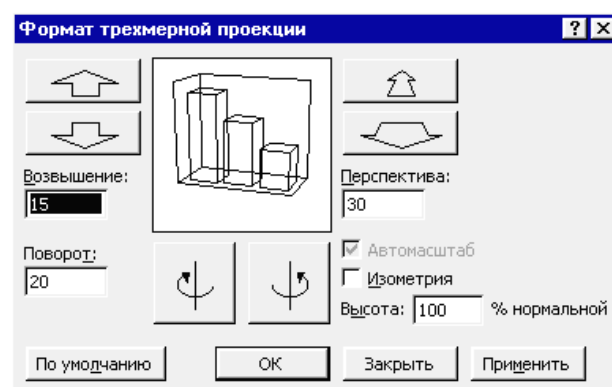 Формат трехмерной проекции
Возвышение:
15
Перспектива:
30
Поворот:
20
Автомасштаб
Изометрия
Высота: 100 % нормальной
По умолчанию ОК Закрыть Применить